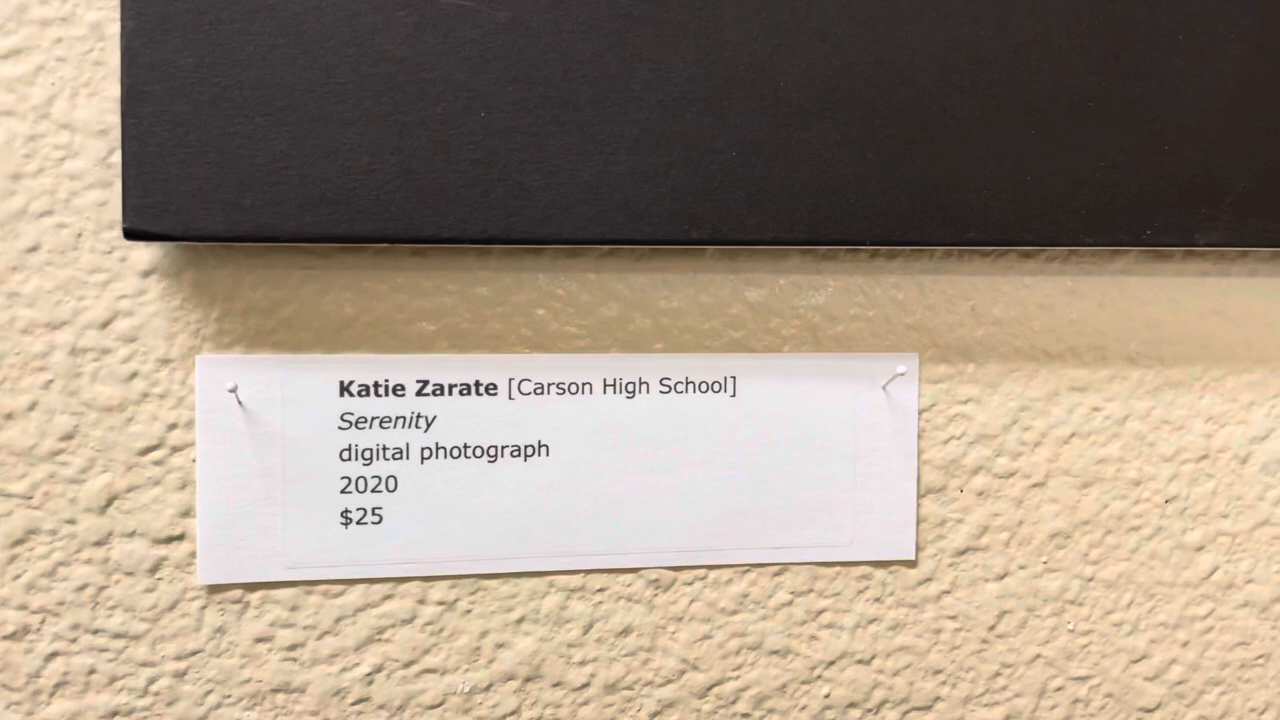 Katie Zarate [Carson High School]
Serenity
digital photograph
2020
$25